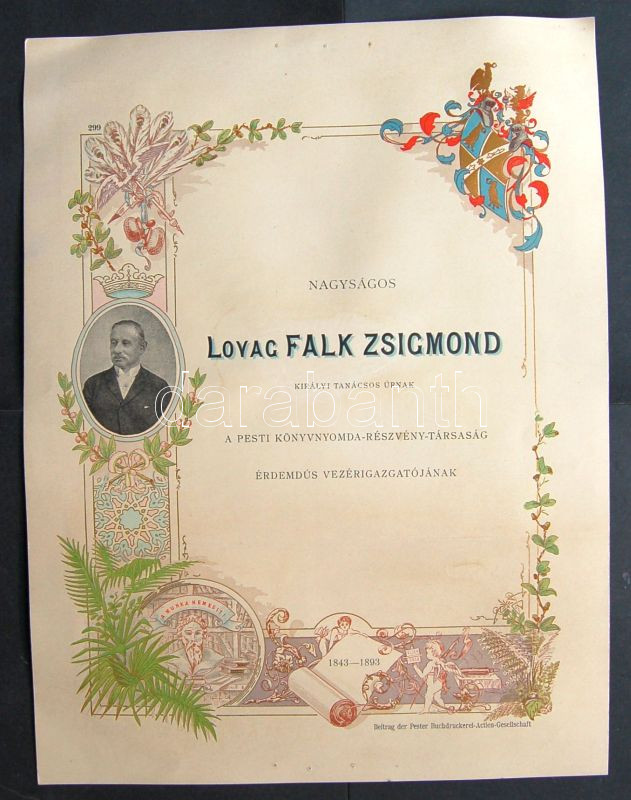 299
NAGYSÁGOS
LOVAG FALK ZSIGMOND
KIRÁLYI TANÁCSOS ÚRNAK
darabanth
A PESTI KÖNYVNYOMDA-RÉSZVÉNY-TÁRSASÁG
ÉRDEMDÚS VEZÉRIGAZGATÓJÁNAK
A MUNKA NEMESIT
1843—1893
Beitrag der Pester Buchdruckerei-Actien-Gesellschaft